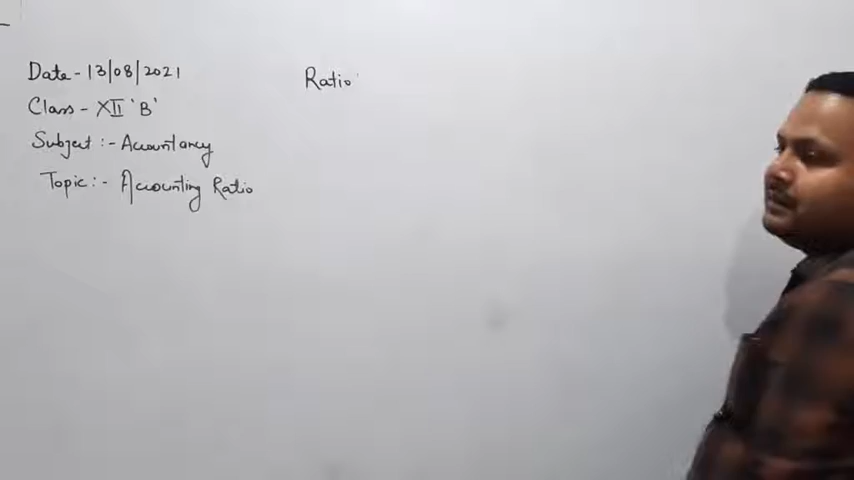 Date - 13/08/2021
Class - XII 'B'
Subject :- Accountancy
Topic :- Accounting Ratio
Ratio